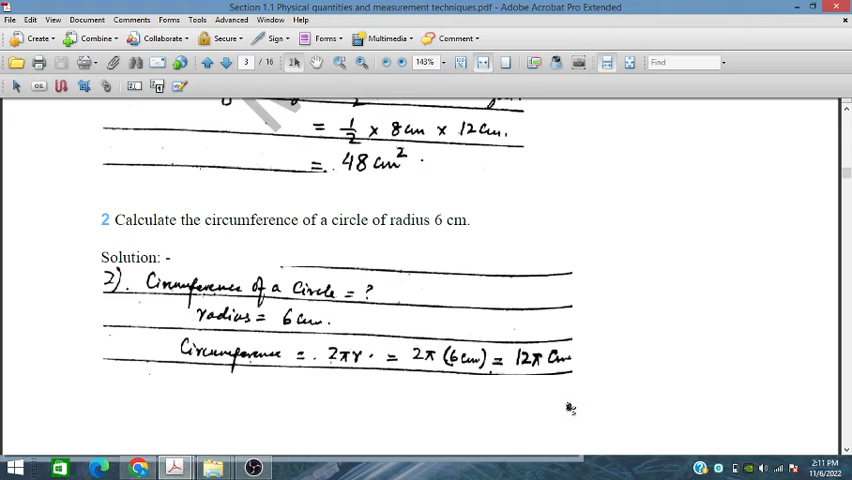 Section 1.1 Physical quantities and measurement techniques.pdf - Adobe Acrobat Pro Extended
File Edit View Document Comments Forms Tools Advanced Window Help
Create Combine Collaborate Secure Sign Forms Multimedia Comment
3 / 16 143% Find
= 1/2 × 8cm × 12cm.
= 48cm²
2 Calculate the circumference of a circle of radius 6 cm.
Solution: -
2). Circumference of a Circle = ?
radius = 6cm.
Circumference = 2πr = 2π (6cm) = 12π cm
2:11 PM
11/6/2022